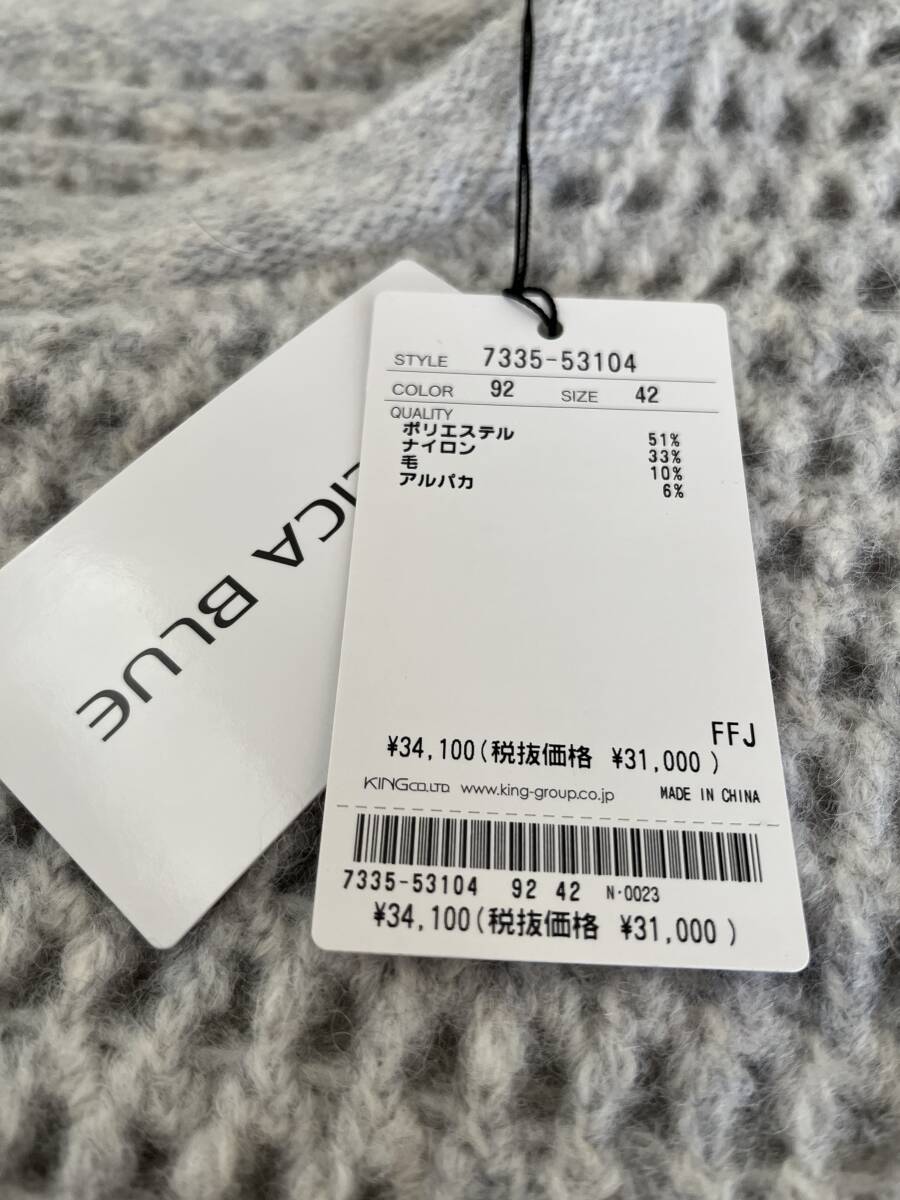 STYLE 7335-53104
COLOR 92 SIZE 42
QUALITY
ポリエステル 51%
ナイロン 33%
毛 10%
アルパカ 6%
FFJ
¥34,100(税抜価格 ¥31,000)
KING CO.,LTD www.king-group.co.jp MADE IN CHINA
7335-53104 92 42 N·0023
¥34,100(税抜価格 ¥31,000)
BLUE